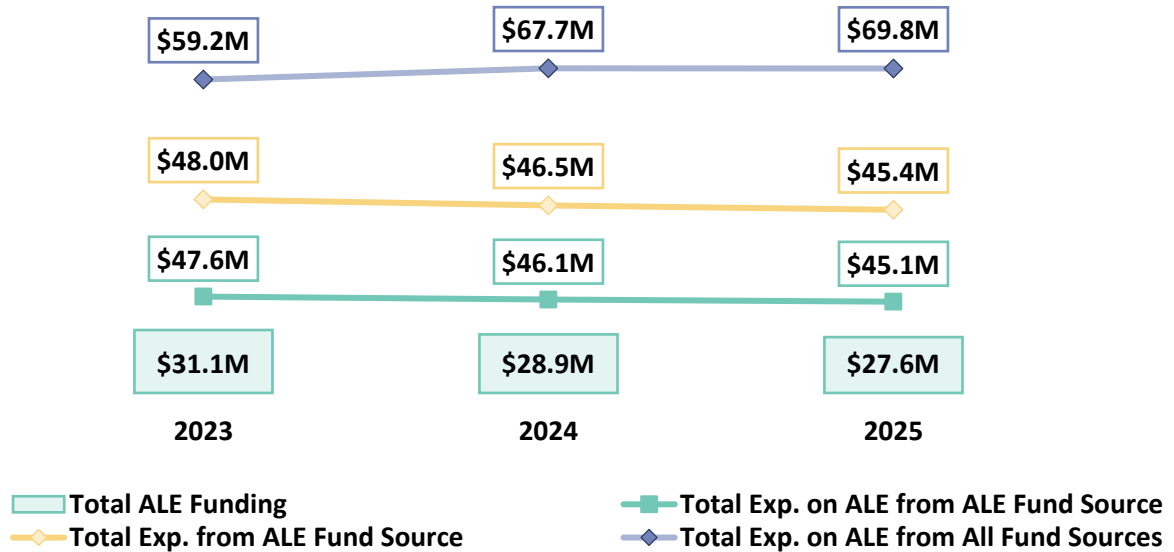 $59.2M $67.7M $69.8M
$48.0M $46.5M $45.4M
$47.6M $46.1M $45.1M
$31.1M $28.9M $27.6M
2023 2024 2025
Total ALE Funding Total Exp. on ALE from ALE Fund Source
Total Exp. from ALE Fund Source Total Exp. on ALE from All Fund Sources